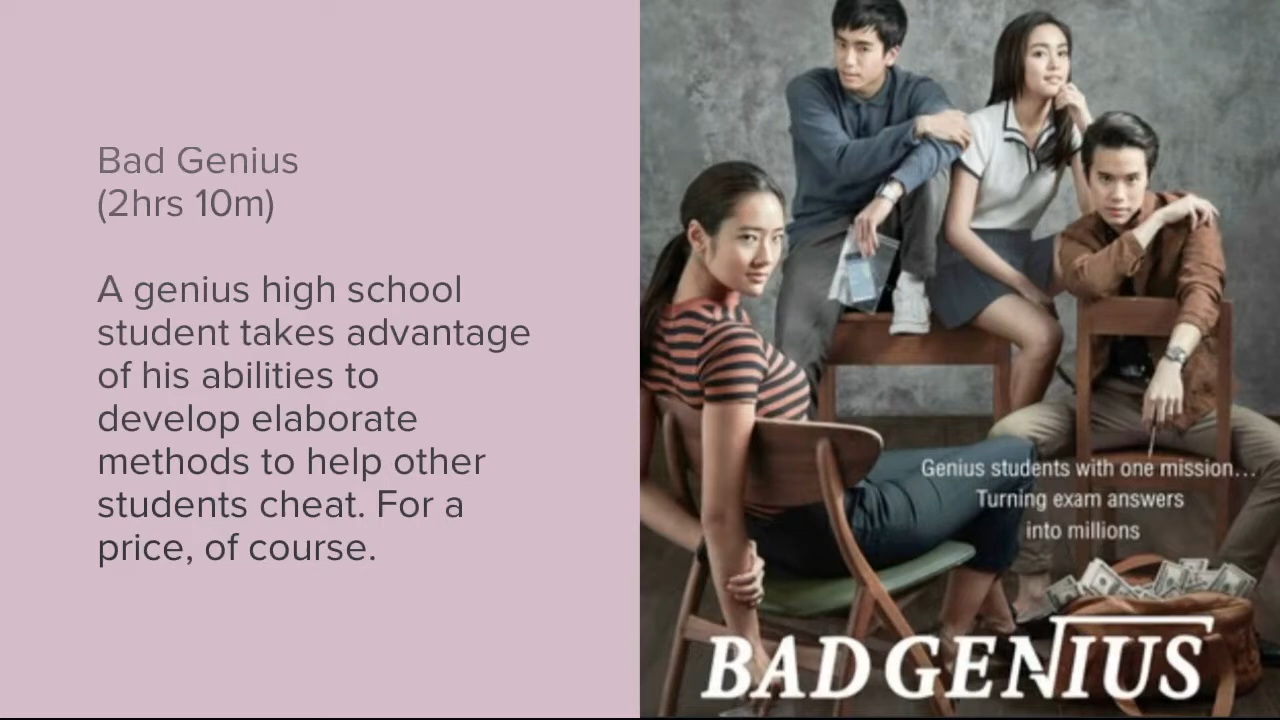 Bad Genius
(2hrs 10m)
A genius high school
student takes advantage
of his abilities to
develop elaborate
methods to help other
students cheat. For a
price, of course.
Genius students with one mission...
Turning exam answers
into millions
BAD GENIUS